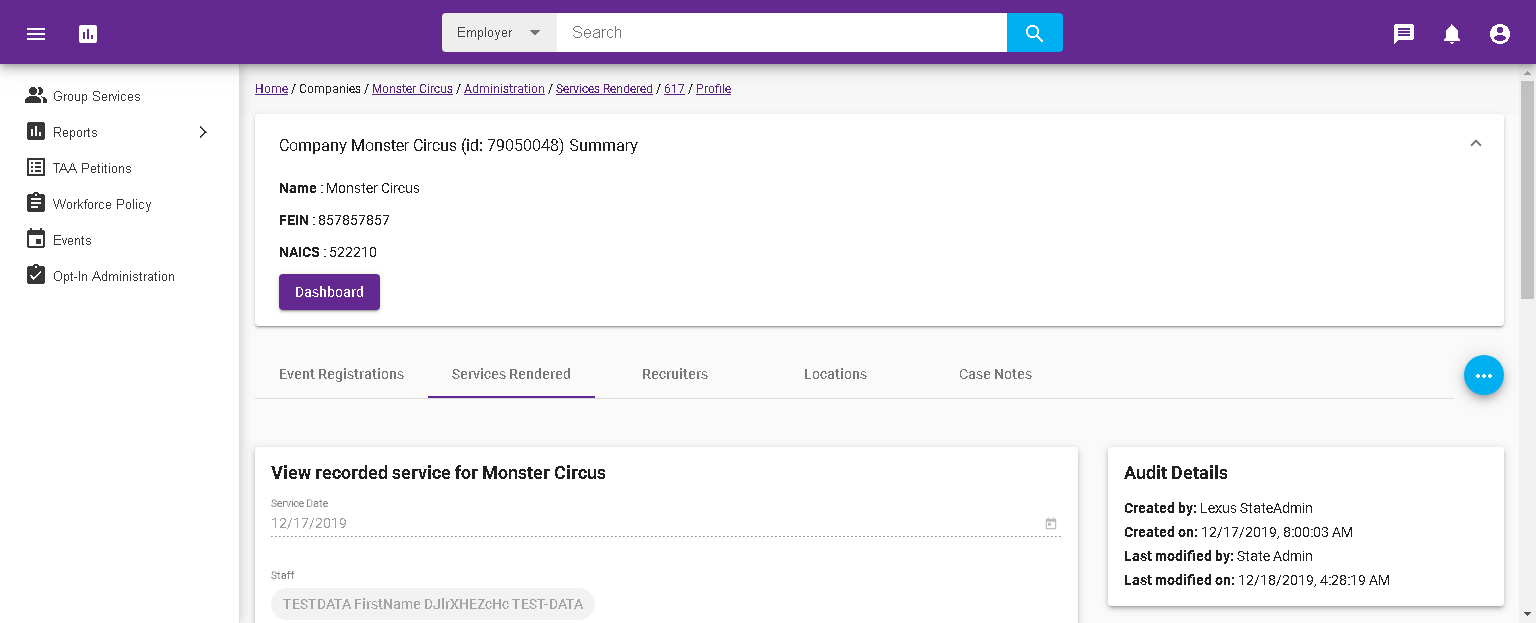 Employer Search
Home / Companies / Monster Circus / Administration / Services Rendered / 617 / Profile
Group Services
Reports
TAA Petitions
Workforce Policy
Events
Opt-In Administration
Company Monster Circus (id: 79050048) Summary
Name : Monster Circus
FEIN : 857857857
NAICS : 522210
Dashboard
Event Registrations Services Rendered Recruiters Locations Case Notes
View recorded service for Monster Circus
Service Date
12/17/2019
Staff
TESTDATA FirstName DJlrXHEZcHc TEST-DATA
Audit Details
Created by: Lexus StateAdmin
Created on: 12/17/2019, 8:00:03 AM
Last modified by: State Admin
Last modified on: 12/18/2019, 4:28:19 AM